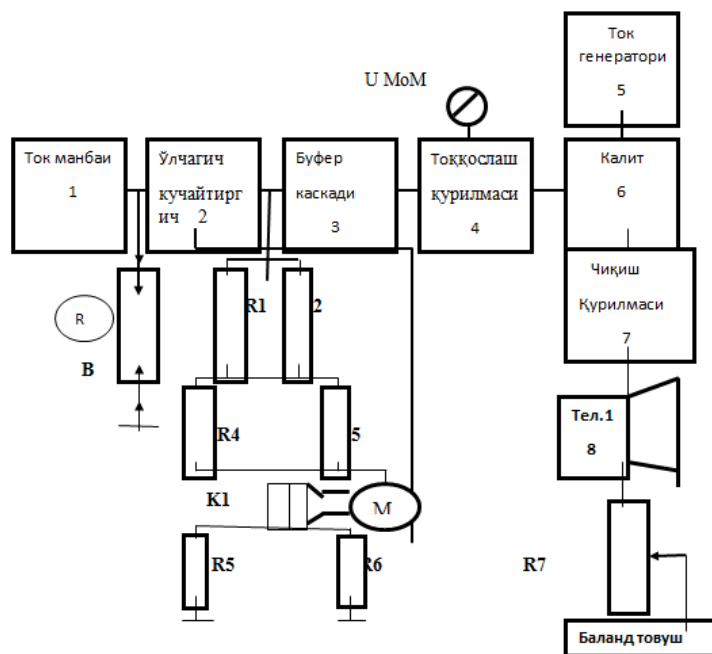 Ток
генератори
5
U МоМ
Ток манбаи
1
Ўлчагич
кучайтирг
ич 2
Буфер
каскади
3
Тоққослаш
қурилмаси
4
Калит
6
R
B
R1
2
Чиқиш
Қурилмаси
7
R4
5
Тел.1
8
K1
M
R5
R6
R7
Баланд товуш